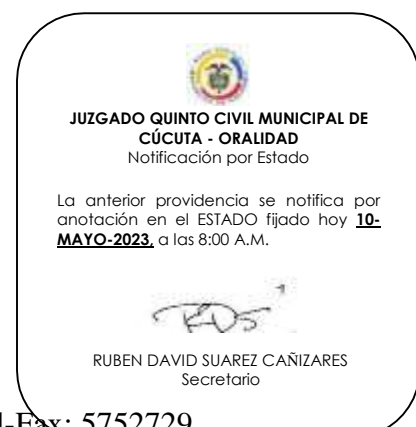 JUZGADO QUINTO CIVIL MUNICIPAL DE
CÚCUTA - ORALIDAD
Notificación por Estado
La anterior providencia se notifica por
anotación en el ESTADO fijado hoy 10-
MAYO-2023, a las 8:00 A.M.
RUBEN DAVID SUAREZ CAÑIZARES
Secretario
-Fax: 5752729